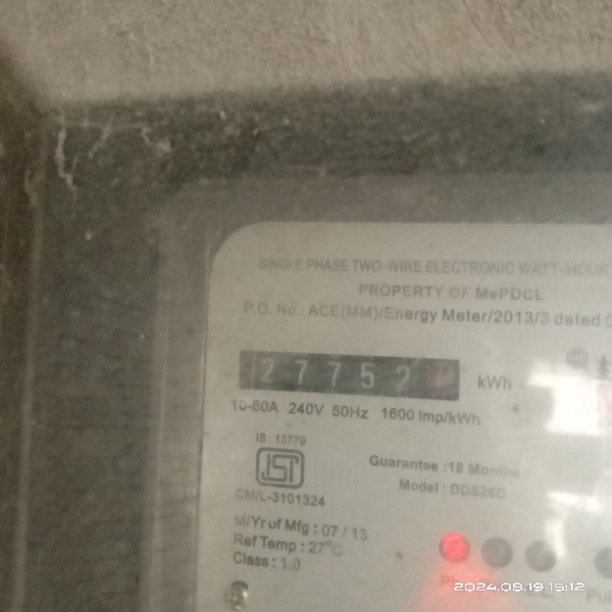 SINGLE PHASE TWO-WIRE ELECTRONIC WATT-HOUR
PROPERTY OF MePDCL
P.O. No.: ACE(MM)/Energy Meter/2013/3 dated
27752 kWh
10-60A 240V 50Hz 1600 Imp/kWh
IS : 13779
ISI
CM/L-3101324
Guarantee :18 Months
Model : DDS26D
M/Yr of Mfg : 07 / 13
Ref Temp : 27°C
Class : 1.0
2024.08.19 15:12